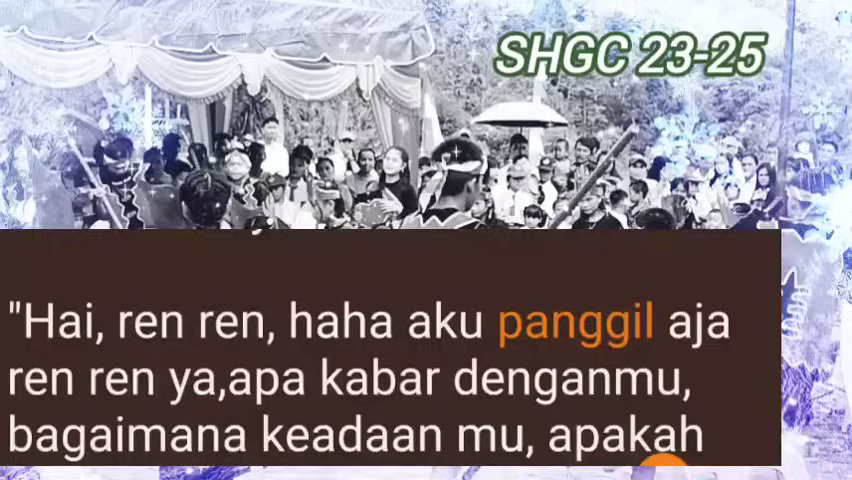 SHGC 23-25
"Hai, ren ren, haha aku panggil aja
ren ren ya,apa kabar denganmu,
bagaimana keadaan mu, apakah